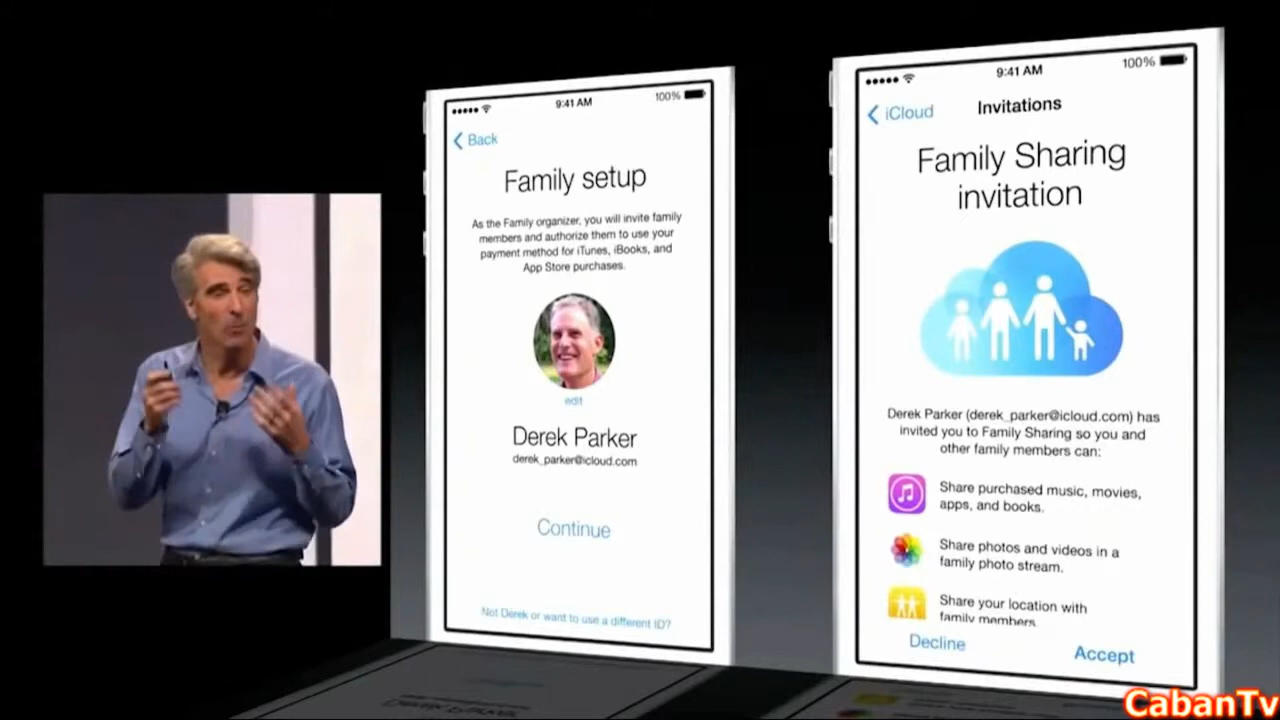 9:41 AM
100%
Back
Family setup
As the Family organizer, you will invite family
members and authorize them to use your
payment method for iTunes, iBooks, and
App Store purchases.
edit
Derek Parker
derek_parker@icloud.com
Continue
Not Derek or want to use a different ID?
9:41 AM
100%
iCloud
Invitations
Family Sharing
invitation
Derek Parker (derek_parker@icloud.com) has
invited you to Family Sharing so you and
other family members can:
Share purchased music, movies,
apps, and books.
Share photos and videos in a
family photo stream.
Share your location with
family members.
Decline
Accept
CabanTv